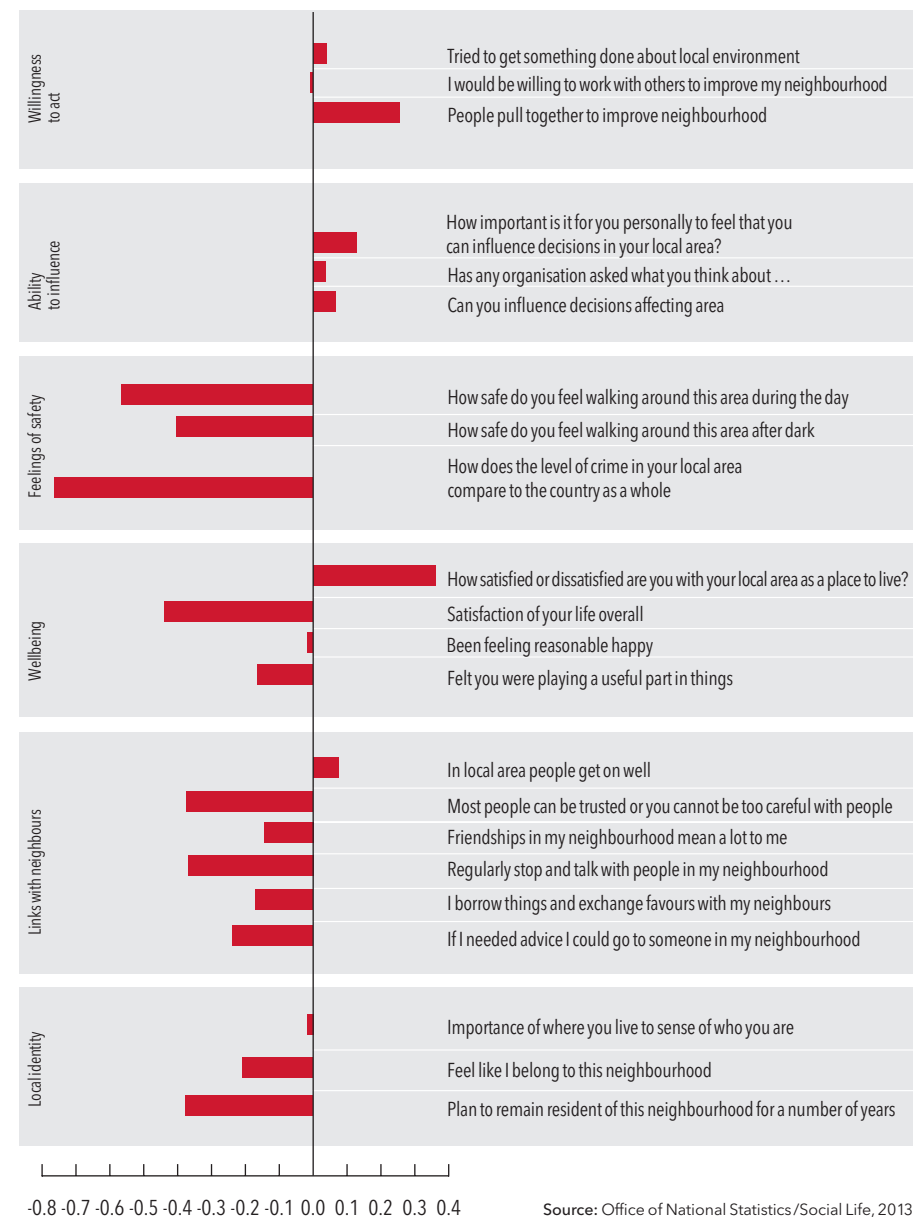 Willingness
to act
Tried to get something done about local environment
I would be willing to work with others to improve my neighbourhood
People pull together to improve neighbourhood
Ability
to influence
How important is it for you personally to feel that you
can influence decisions in your local area?
Has any organisation asked what you think about …
Can you influence decisions affecting area
Feelings of safety
How safe do you feel walking around this area during the day
How safe do you feel walking around this area after dark
How does the level of crime in your local area
compare to the country as a whole
Wellbeing
How satisfied or dissatisfied are you with your local area as a place to live?
Satisfaction of your life overall
Been feeling reasonable happy
Felt you were playing a useful part in things
Links with neighbours
In local area people get on well
Most people can be trusted or you cannot be too careful with people
Friendships in my neighbourhood mean a lot to me
Regularly stop and talk with people in my neighbourhood
I borrow things and exchange favours with my neighbours
If I needed advice I could go to someone in my neighbourhood
Local identity
Importance of where you live to sense of who you are
Feel like I belong to this neighbourhood
Plan to remain resident of this neighbourhood for a number of years
-0.8 -0.7 -0.6 -0.5 -0.4 -0.3 -0.2 -0.1 0.0 0.1 0.2 0.3 0.4
Source: Office of National Statistics/Social Life, 2013